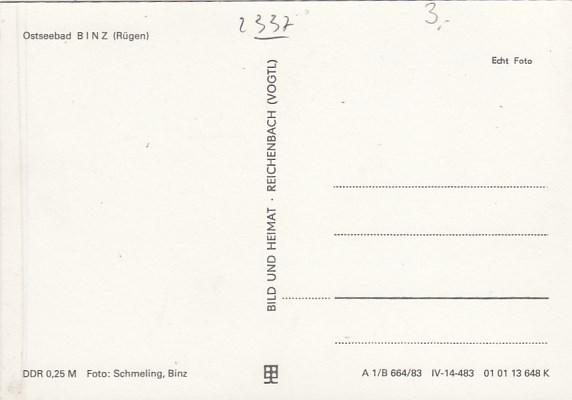 2337
3,-
Ostseebad BINZ (Rügen)
Echt Foto
BILD UND HEIMAT · REICHENBACH (VOGTL)
DDR 0,25 M Foto: Schmeling, Binz
A 1/B 664/83 IV-14-483 01 01 13 648 K